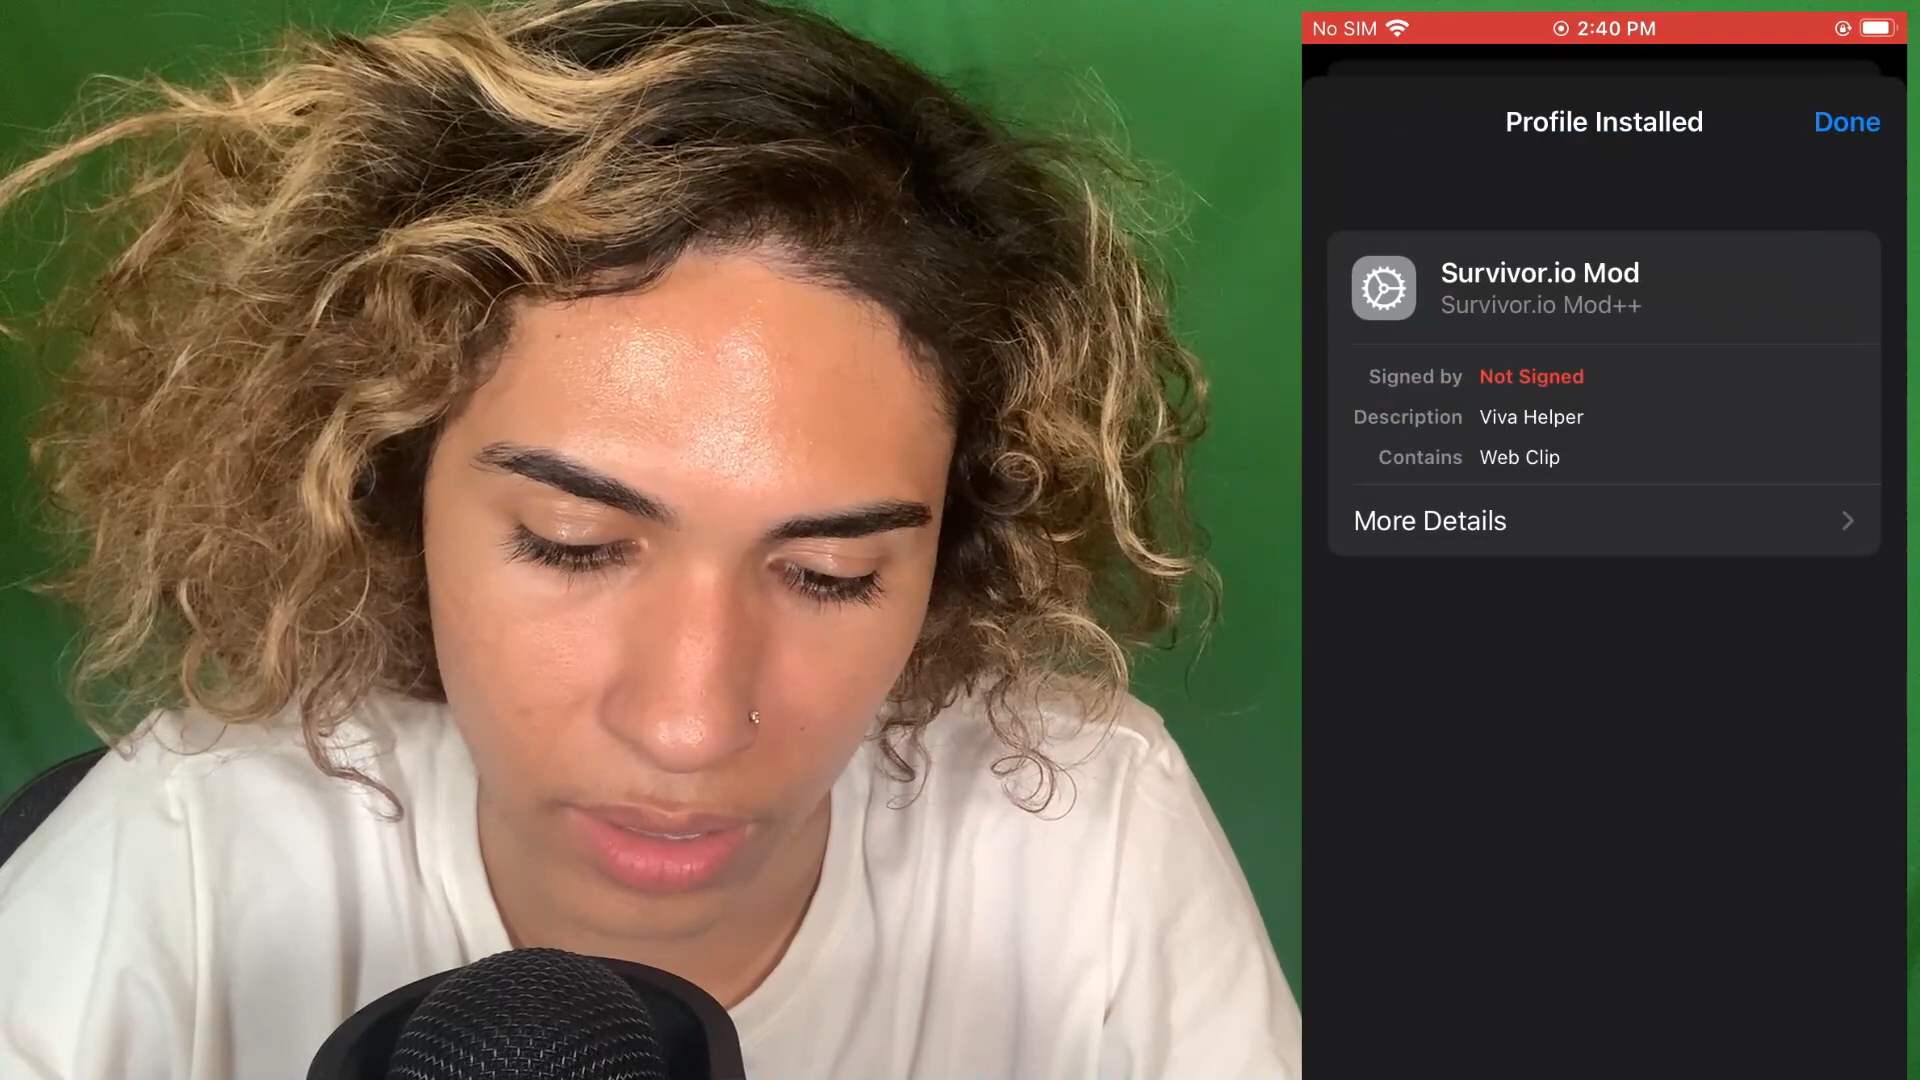 No SIM 2:40 PM
Profile Installed Done
Survivor.io Mod
Survivor.io Mod++
Signed by Not Signed
Description Viva Helper
Contains Web Clip
More Details